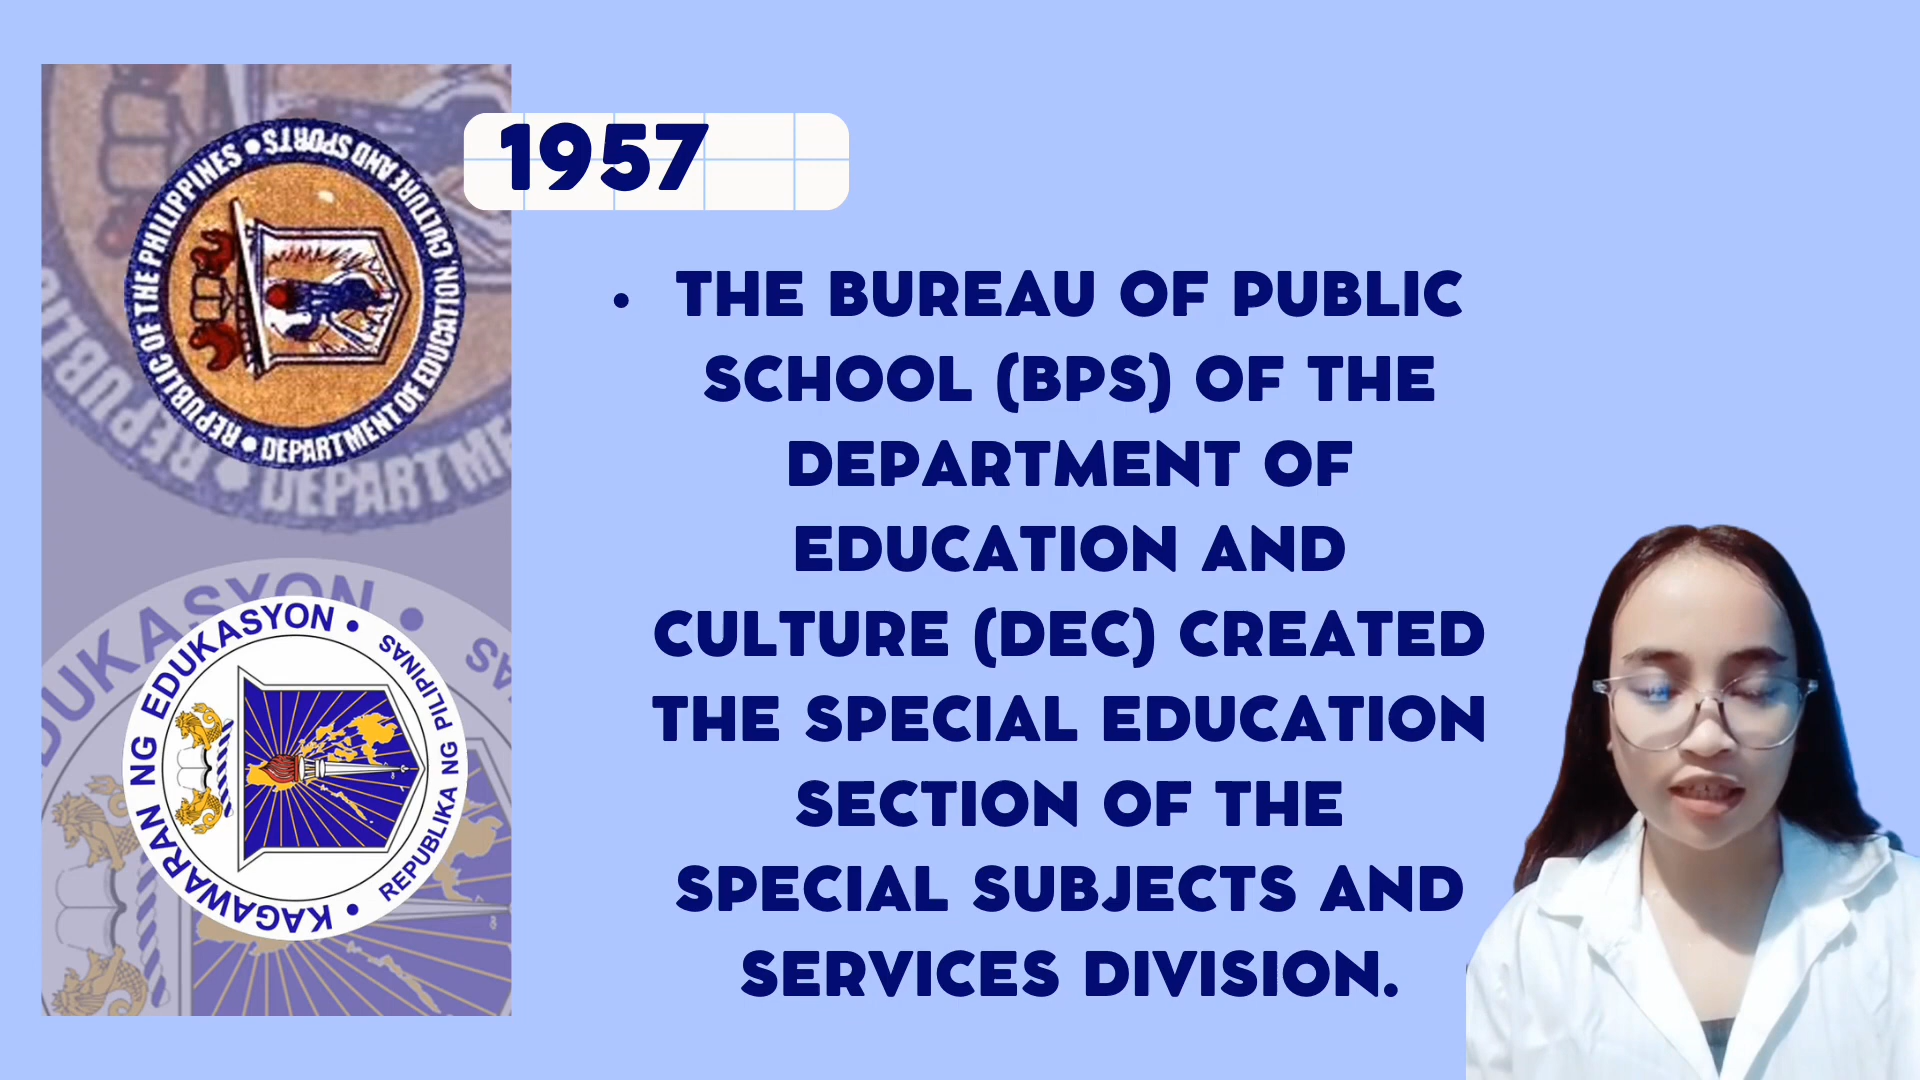 REPUBLIC OF THE PHILIPPINES • DEPARTMENT OF EDUCATION, CULTURE AND SPORTS •
1957
• THE BUREAU OF PUBLIC
SCHOOL (BPS) OF THE
DEPARTMENT OF
EDUCATION AND
CULTURE (DEC) CREATED
THE SPECIAL EDUCATION
SECTION OF THE
SPECIAL SUBJECTS AND
SERVICES DIVISION.
KAGAWARAN NG EDUKASYON •
REPUBLIKA NG PILIPINAS •